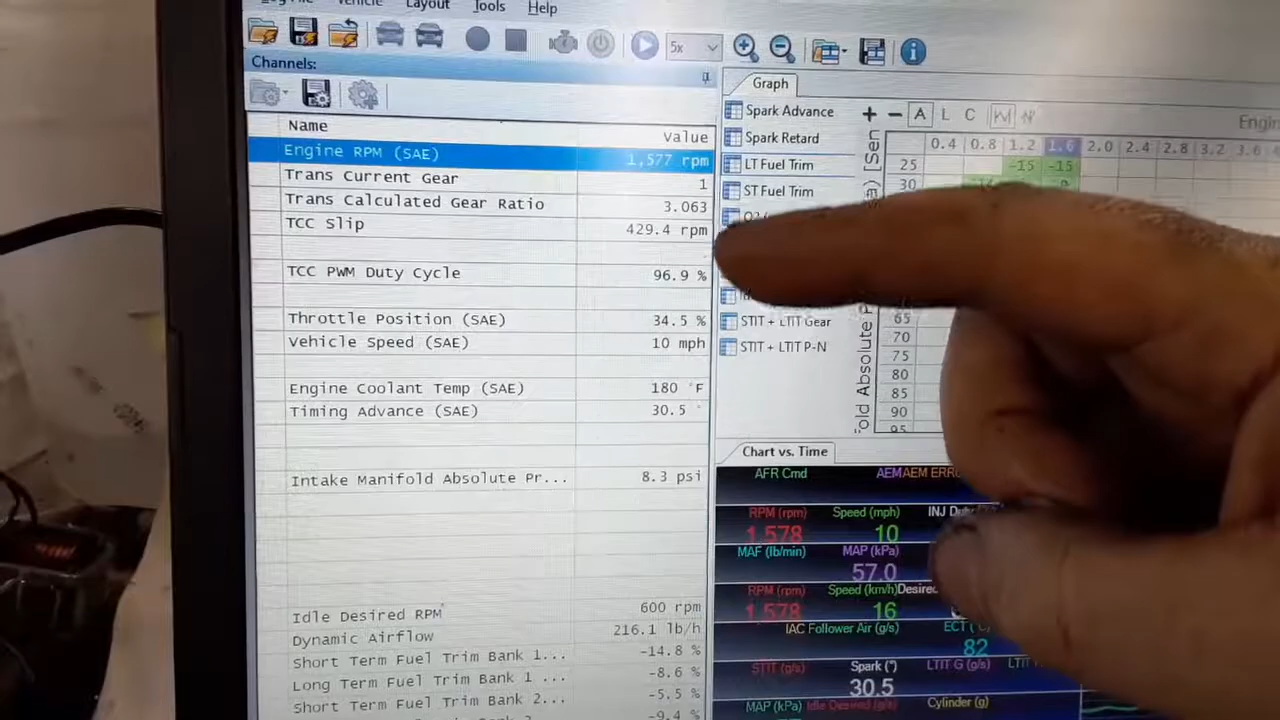 Vehicle Layout Tools Help
5x
Channels:
Name Value
Engine RPM (SAE) 1,577 rpm
Trans Current Gear 1
Trans Calculated Gear Ratio 3.063
TCC Slip 429.4 rpm
TCC PWM Duty Cycle 96.9 %
Throttle Position (SAE) 34.5 %
Vehicle Speed (SAE) 10 mph
Engine Coolant Temp (SAE) 180 °F
Timing Advance (SAE) 30.5 °
Intake Manifold Absolute Pr... 8.3 psi
Idle Desired RPM 600 rpm
Dynamic Airflow 216.1 lb/h
Short Term Fuel Trim Bank 1... -14.8 %
Long Term Fuel Trim Bank 1 ... -8.6 %
Short Term Fuel Trim Bank 2... -5.5 %
-9.4 %
Graph
Spark Advance
Spark Retard
LT Fuel Trim
ST Fuel Trim
STIT + LTIT Gear
STIT + LTIT P-N
+ - A L C
0.4 0.8 1.2 1.6 2.0 2.4 2.8 3.2 3.6
25 -15 -15
30
65
70
75
80
85
90
95
Chart vs. Time
AFR Cmd AEM AEM
RPM (rpm) Speed (mph) INJ
1,578 10
MAF (lb/min) MAP (kPa)
57.0
RPM (rpm) Speed (km/h) Desired
1,578 16
IAC Follower Air (g/s) ECT
82
STIT (g/s) Spark (°) LTIT G (g/s) LTIT
30.5
MAP (kPa) Idle Desired (g/s) Cylinder (g)